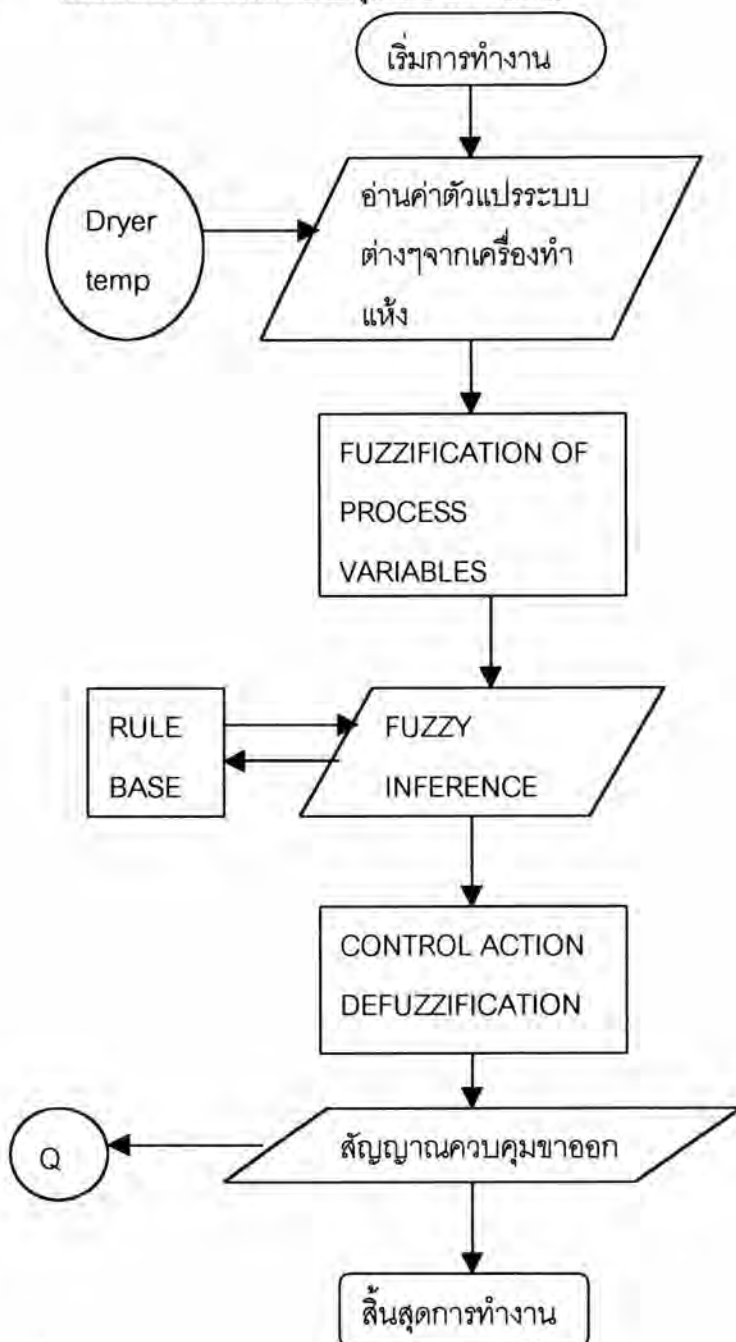 เริ่มการทำงาน
Dryer
temp
อ่านค่าตัวแปรระบบ
ต่างๆจากเครื่องทำ
แห้ง
FUZZIFICATION OF
PROCESS
VARIABLES
RULE
BASE
FUZZY
INFERENCE
CONTROL ACTION
DEFUZZIFICATION
Q
สัญญาณควบคุมขาออก
สิ้นสุดการทำงาน